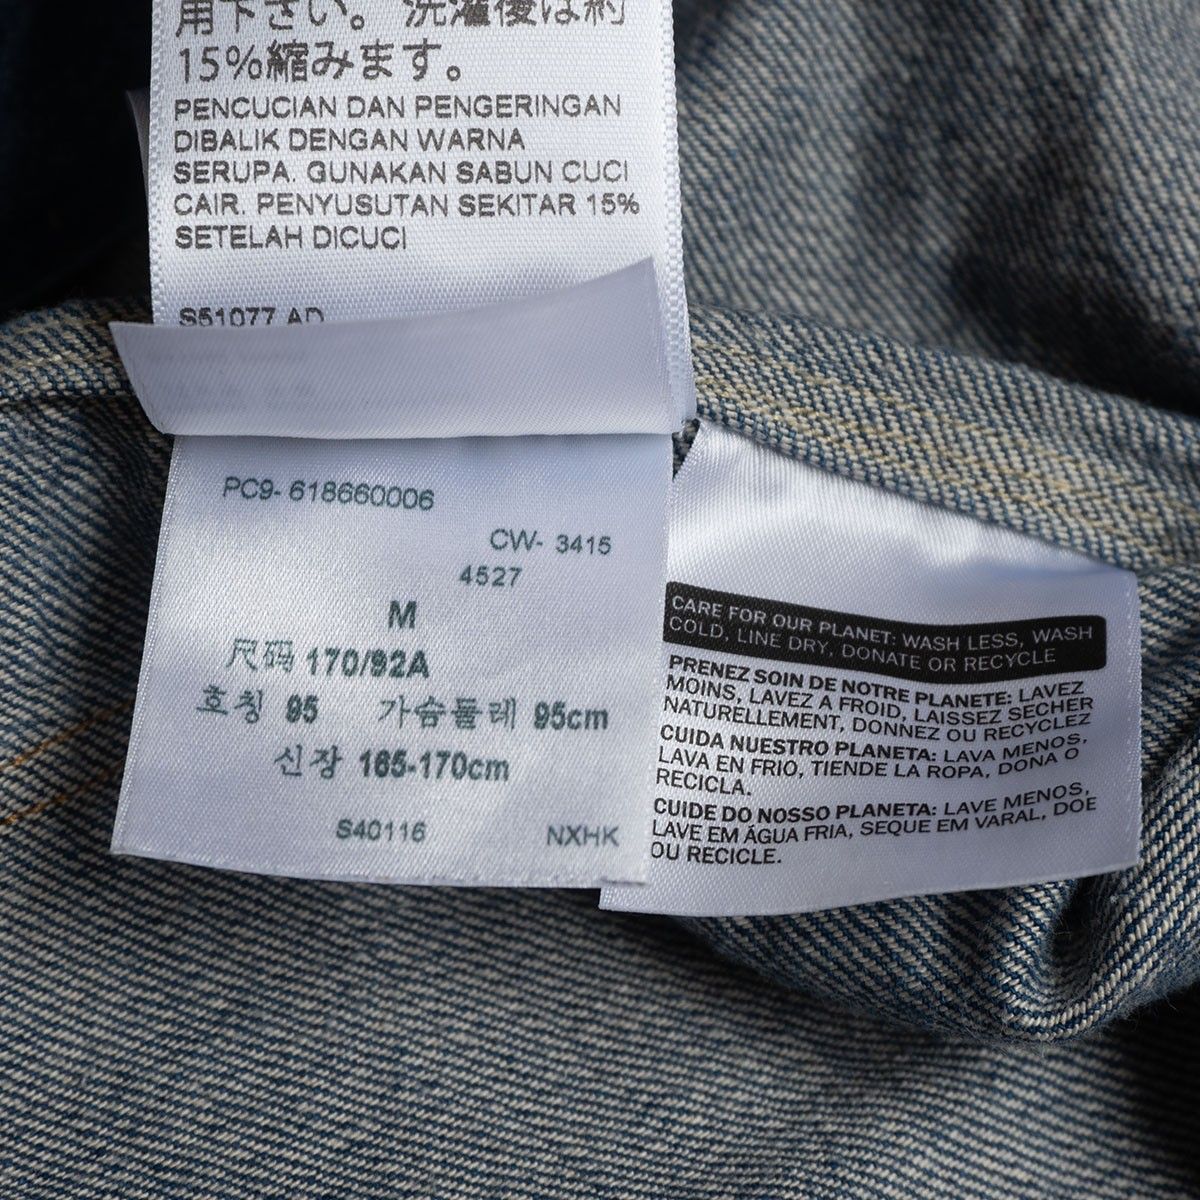 用下さい。洗濯後は約
15%縮みます。
PENCUCIAN DAN PENGERINGAN
DIBALIK DENGAN WARNA
SERUPA. GUNAKAN SABUN CUCI
CAIR. PENYUSUTAN SEKITAR 15%
SETELAH DICUCI
S51077 AD
PC9- 618660006
CW- 3415
4527
M
尺码 170/92A
호칭 95 가슴둘레 95cm
신장 165-170cm
S40116 NXHK
CARE FOR OUR PLANET: WASH LESS, WASH
COLD, LINE DRY, DONATE OR RECYCLE
PRENEZ SOIN DE NOTRE PLANETE: LAVEZ
MOINS, LAVEZ À FROID, LAISSEZ SECHER
NATURELLEMENT, DONNEZ OU RECYCLEZ
CUIDA NUESTRO PLANETA: LAVA MENOS,
LAVA EN FRIO, TIENDE LA ROPA, DONA O
RECICLA.
CUIDE DO NOSSO PLANETA: LAVE MENOS,
LAVE EM ÁGUA FRIA, SEQUE EM VARAL, DOE
OU RECICLE.